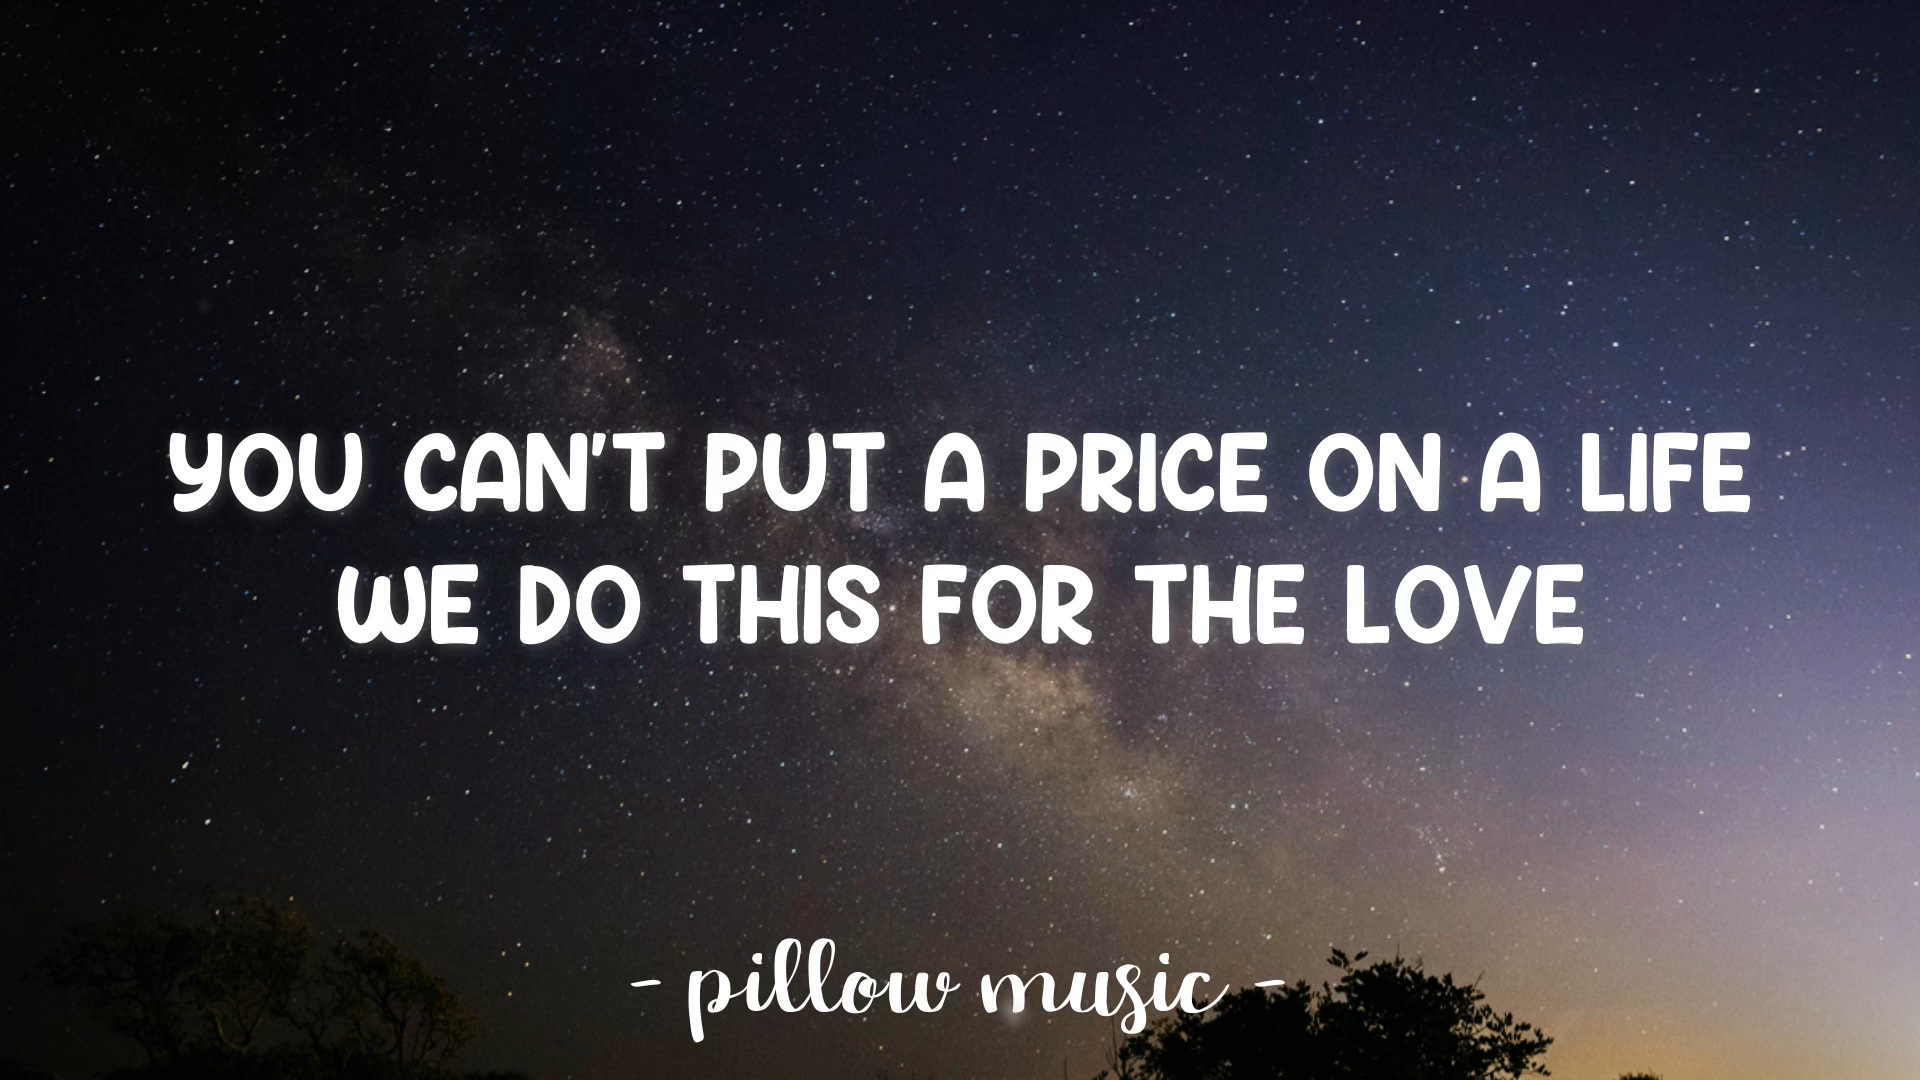 YOU CAN'T PUT A PRICE ON A LIFE
WE DO THIS FOR THE LOVE
- pillow music -